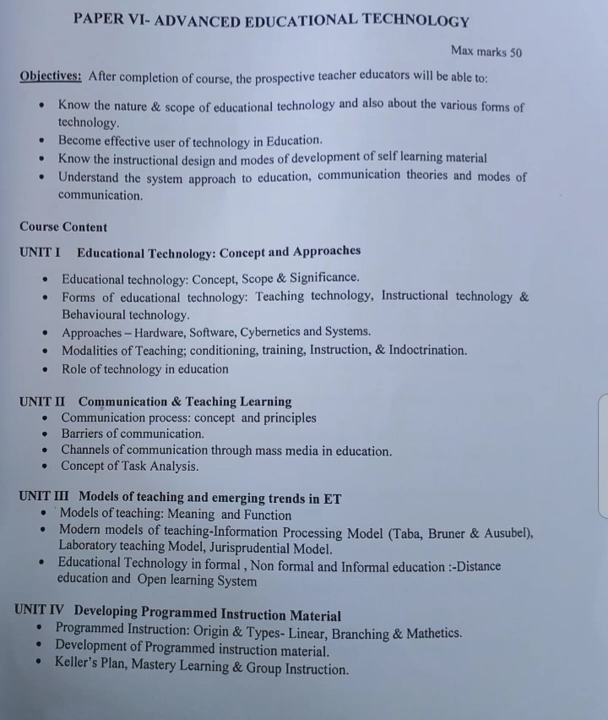 PAPER VI- ADVANCED EDUCATIONAL TECHNOLOGY
Max marks 50
Objectives: After completion of course, the prospective teacher educators will be able to:
• Know the nature & scope of educational technology and also about the various forms of
technology.
• Become effective user of technology in Education.
• Know the instructional design and modes of development of self learning material
• Understand the system approach to education, communication theories and modes of
communication.
Course Content
UNIT I Educational Technology: Concept and Approaches
• Educational technology: Concept, Scope & Significance.
• Forms of educational technology: Teaching technology, Instructional technology &
Behavioural technology.
• Approaches – Hardware, Software, Cybernetics and Systems.
• Modalities of Teaching; conditioning, training, Instruction, & Indoctrination.
• Role of technology in education
UNIT II Communication & Teaching Learning
• Communication process: concept and principles
• Barriers of communication.
• Channels of communication through mass media in education.
• Concept of Task Analysis.
UNIT III Models of teaching and emerging trends in ET
• Models of teaching: Meaning and Function
• Modern models of teaching-Information Processing Model (Taba, Bruner & Ausubel),
Laboratory teaching Model, Jurisprudential Model.
• Educational Technology in formal , Non formal and Informal education :-Distance
education and Open learning System
UNIT IV Developing Programmed Instruction Material
• Programmed Instruction: Origin & Types- Linear, Branching & Mathetics.
• Development of Programmed instruction material.
• Keller's Plan, Mastery Learning & Group Instruction.